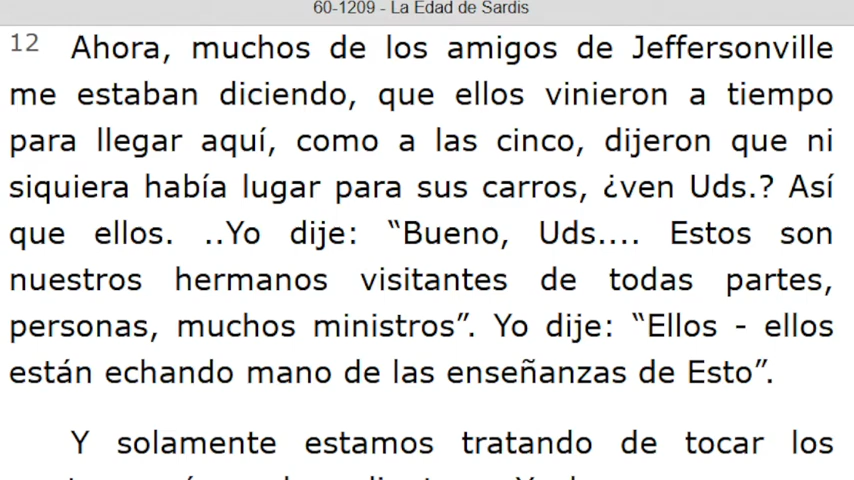 60-1209 - La Edad de Sardis
12 Ahora, muchos de los amigos de Jeffersonville
me estaban diciendo, que ellos vinieron a tiempo
para llegar aquí, como a las cinco, dijeron que ni
siquiera había lugar para sus carros, ¿ven Uds.? Así
que ellos. ..Yo dije: “Bueno, Uds.... Estos son
nuestros hermanos visitantes de todas partes,
personas, muchos ministros”. Yo dije: “Ellos - ellos
están echando mano de las enseñanzas de Esto”.
Y solamente estamos tratando de tocar los